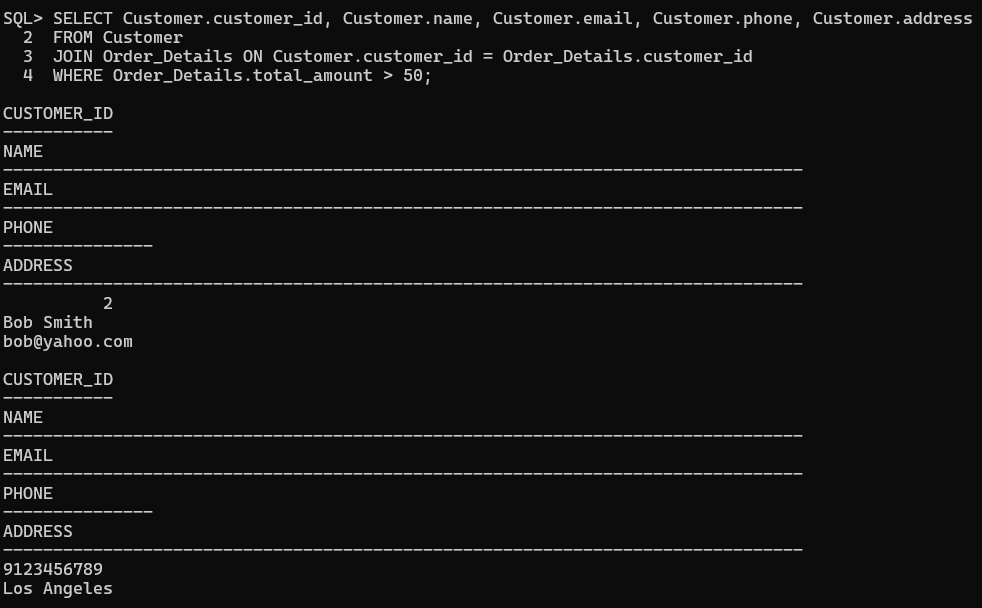 SQL> SELECT Customer.customer_id, Customer.name, Customer.email, Customer.phone, Customer.address
  2  FROM Customer
  3  JOIN Order_Details ON Customer.customer_id = Order_Details.customer_id
  4  WHERE Order_Details.total_amount > 50;

CUSTOMER_ID
-----------
NAME
--------------------------------------------------------------------------------
EMAIL
--------------------------------------------------------------------------------
PHONE
---------------
ADDRESS
--------------------------------------------------------------------------------
          2
Bob Smith
bob@yahoo.com

CUSTOMER_ID
-----------
NAME
--------------------------------------------------------------------------------
EMAIL
--------------------------------------------------------------------------------
PHONE
---------------
ADDRESS
--------------------------------------------------------------------------------
9123456789
Los Angeles